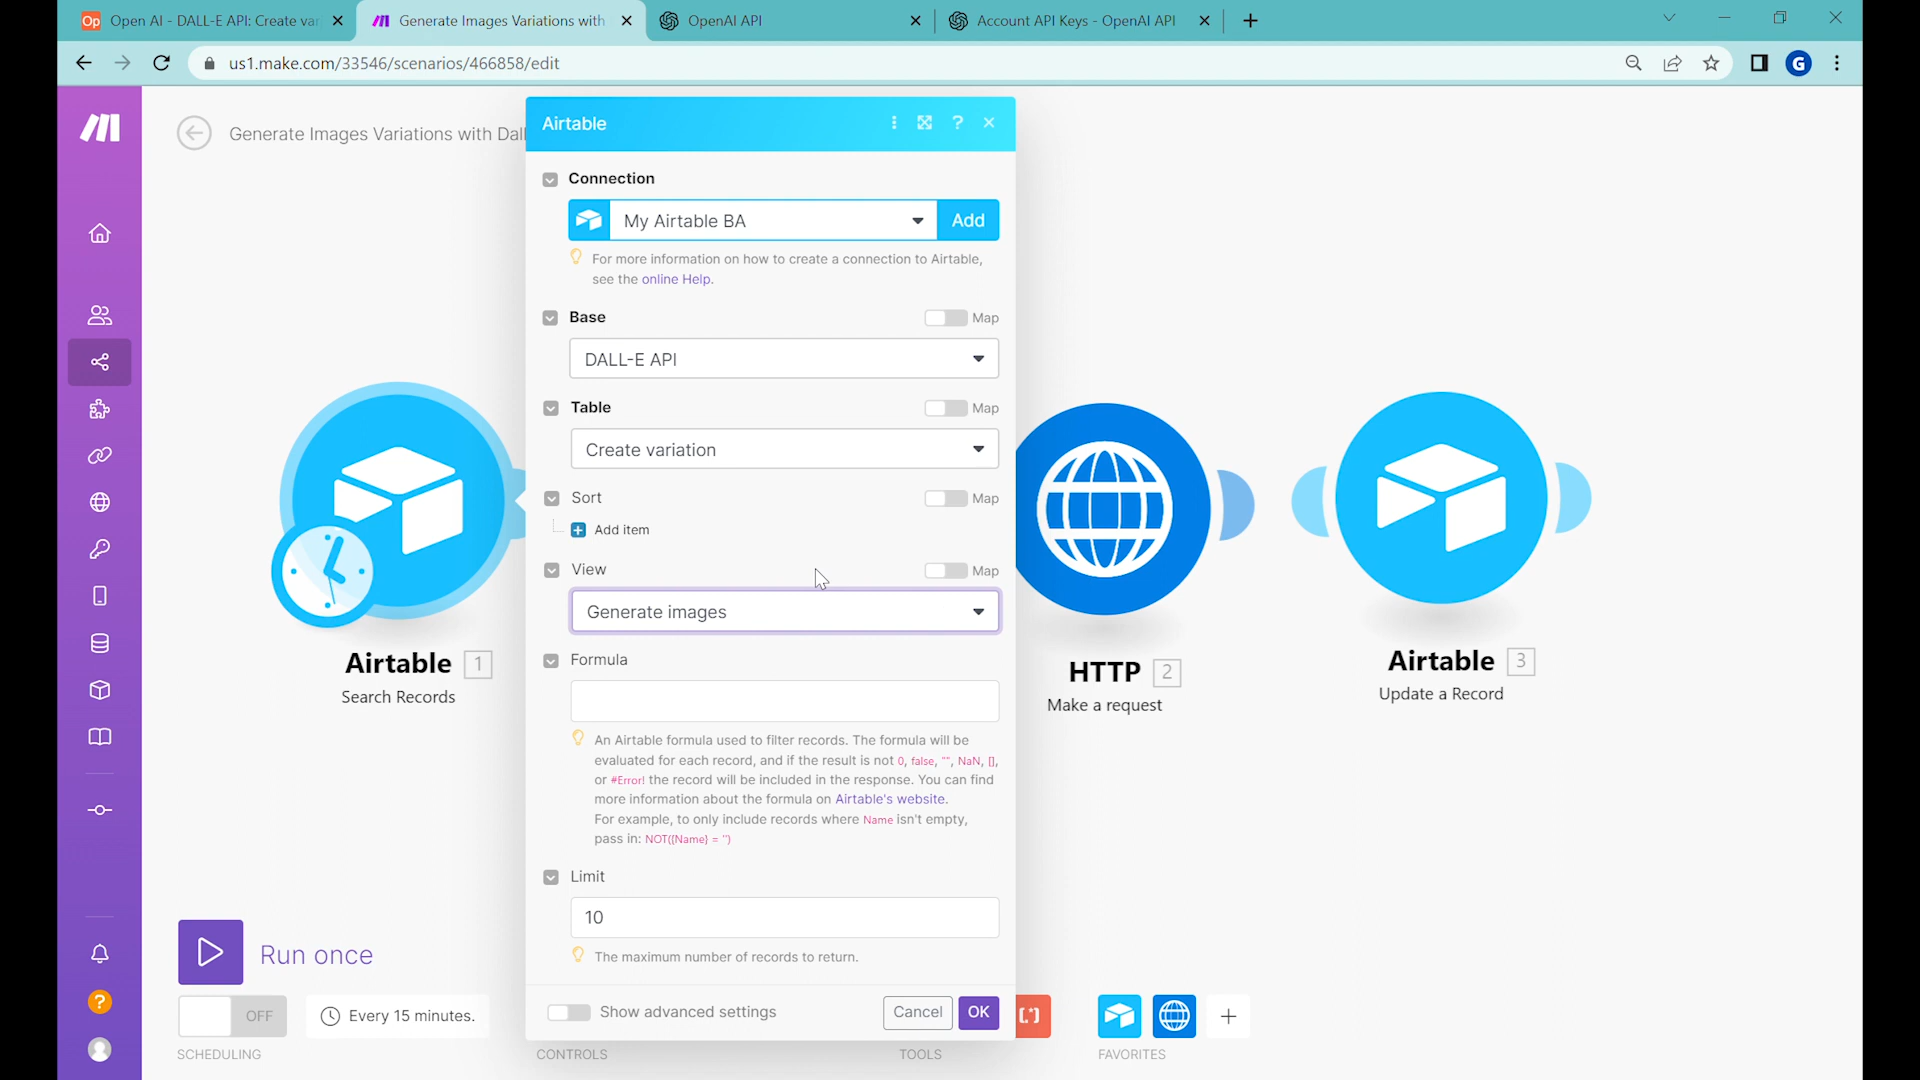 Open AI - DALL-E API: Create var
Generate Images Variations with
OpenAI API
Account API Keys - OpenAI API
us1.make.com/33546/scenarios/466858/edit
G
Generate Images Variations with Dall
Airtable
Connection
My Airtable BA
Add
For more information on how to create a connection to Airtable,
see the online Help.
Base
Map
DALL-E API
Table
Map
Create variation
Sort
Map
Add item
View
Map
Generate images
Formula
An Airtable formula used to filter records. The formula will be
evaluated for each record, and if the result is not 0, false, "", NaN, [],
or #Error! the record will be included in the response. You can find
more information about the formula on Airtable's website.
For example, to only include records where Name isn't empty,
pass in: NOT({Name} = '')
Limit
10
The maximum number of records to return.
Show advanced settings
Cancel
OK
Airtable 1
Search Records
HTTP 2
Make a request
Airtable 3
Update a Record
Run once
OFF
Every 15 minutes.
SCHEDULING
CONTROLS
TOOLS
FAVORITES